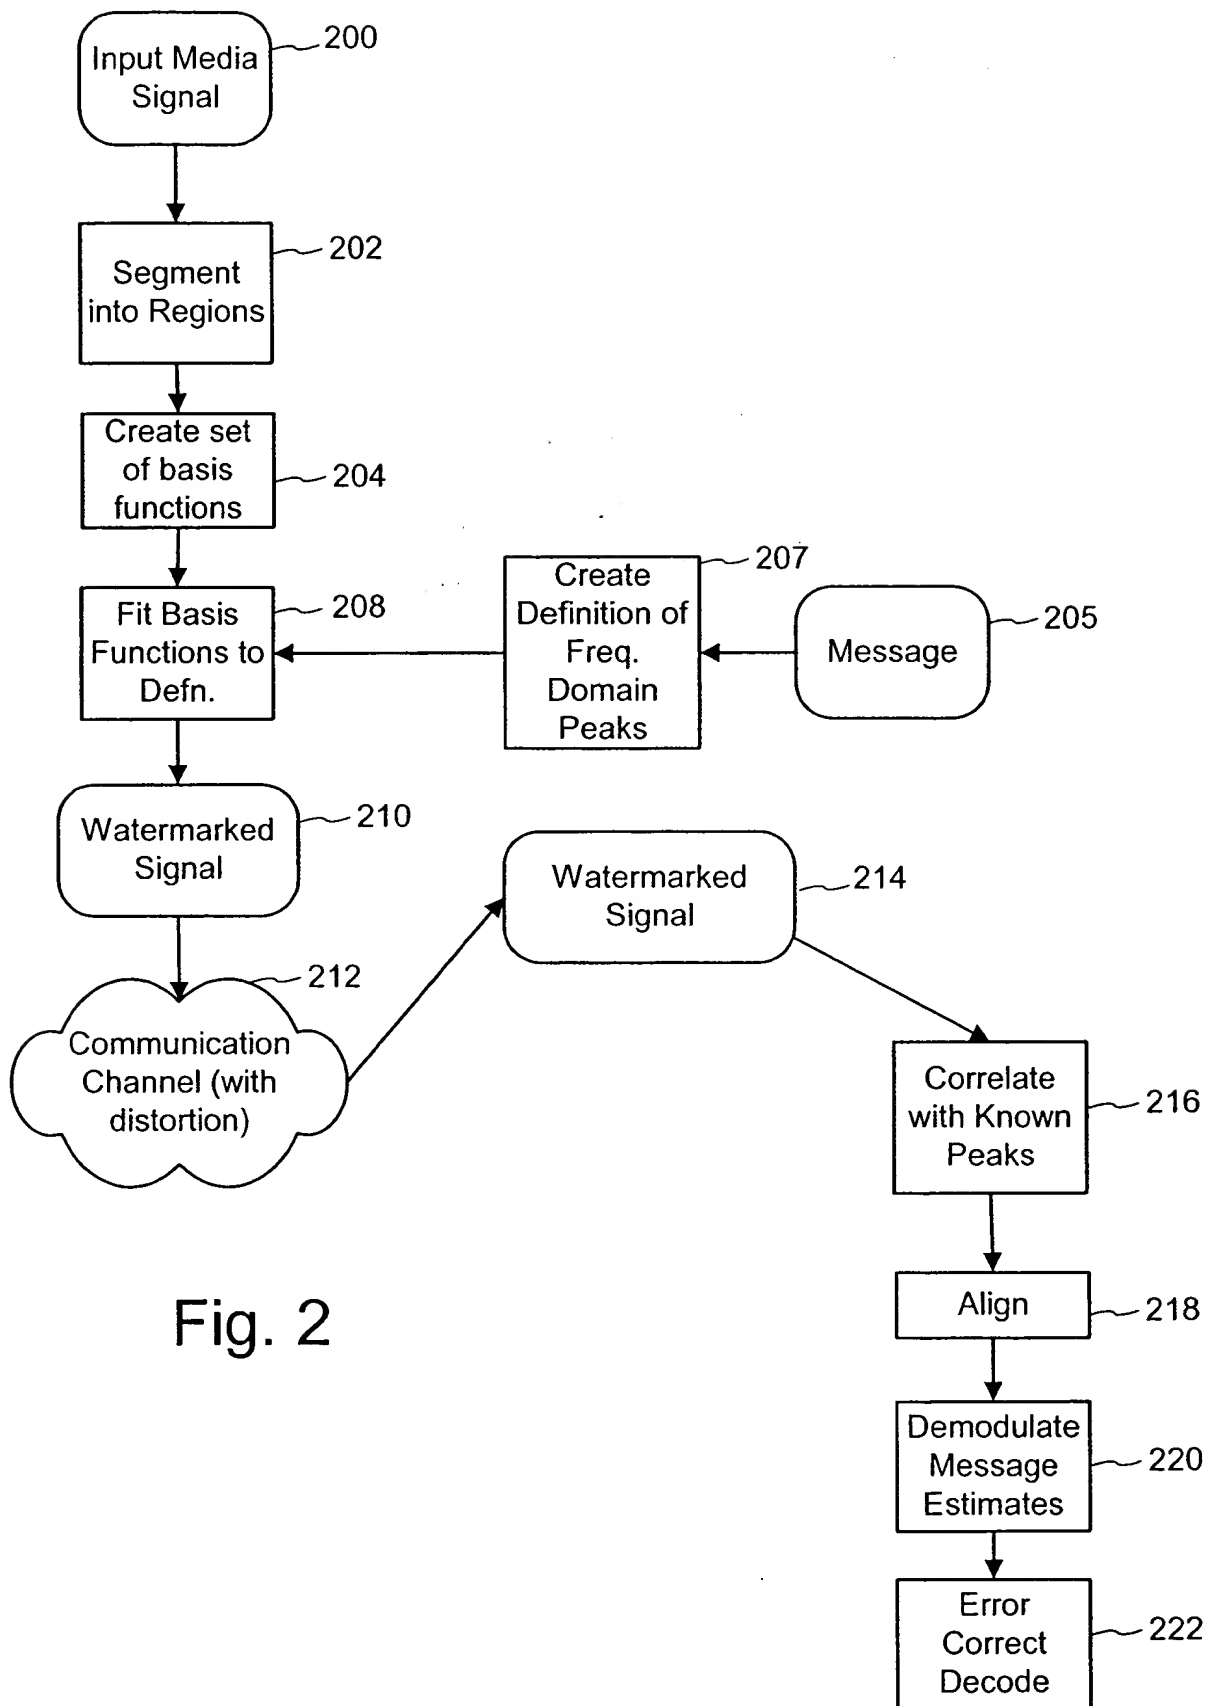 Input Media
Signal
200
Segment
into Regions
202
Create set
of basis
functions
204
Fit Basis
Functions to
Defn.
208
Create
Definition of
Freq.
Domain
Peaks
207
Message
205
Watermarked
Signal
210
Communication
Channel (with
distortion)
212
Watermarked
Signal
214
Correlate
with Known
Peaks
216
Align
218
Demodulate
Message
Estimates
220
Error
Correct
Decode
222
Fig. 2